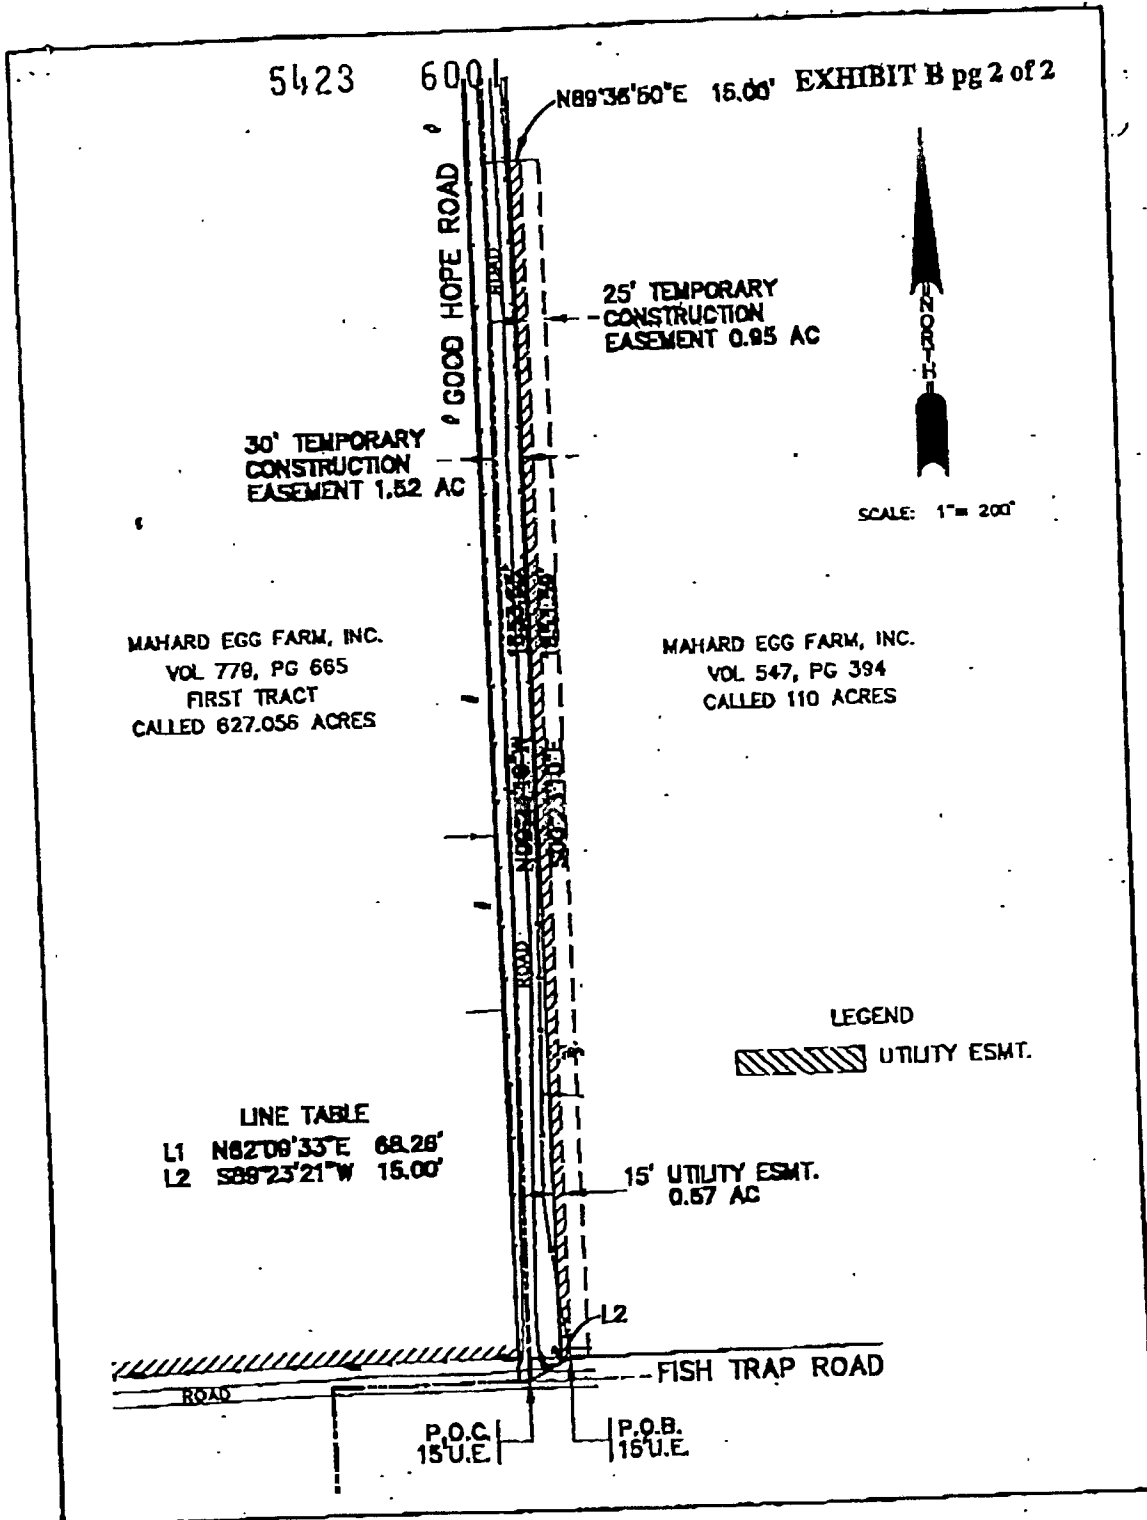 5423 6001
EXHIBIT B pg 2 of 2
N89°36'50"E 15.00'
GOOD HOPE ROAD
ROAD
25' TEMPORARY
CONSTRUCTION
EASEMENT 0.95 AC
NORTH
30' TEMPORARY
CONSTRUCTION
EASEMENT 1.52 AC
SCALE: 1"= 200'
MAHARD EGG FARM, INC.
VOL 779, PG 665
FIRST TRACT
CALLED 627.056 ACRES
MAHARD EGG FARM, INC.
VOL 547, PG 394
CALLED 110 ACRES
ROAD
LEGEND
UTILITY ESMT.
LINE TABLE
L1 N62°09'33"E 68.28'
L2 S89°23'21"W 15.00'
15' UTILITY ESMT.
0.57 AC
L2
FISH TRAP ROAD
ROAD
P.O.C.
15'U.E.
P.O.B.
15'U.E.